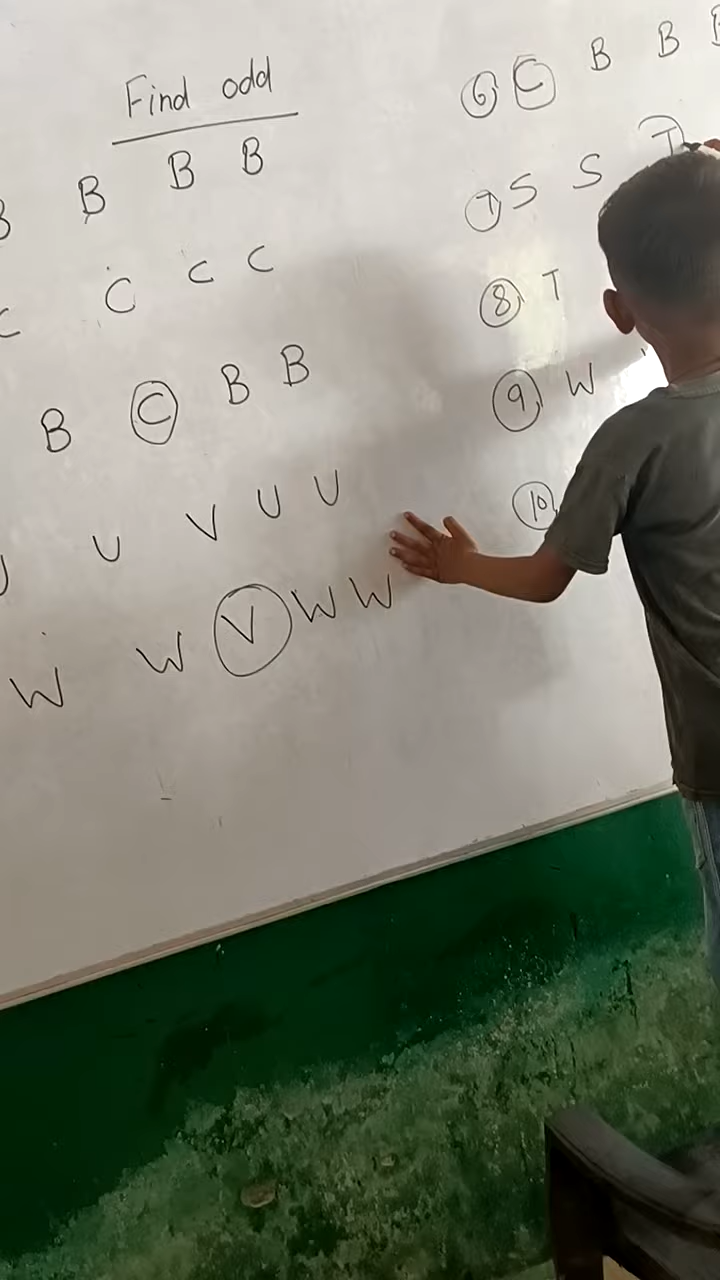 Find odd
B B B B
C C C C
B C B B
U U V U U
W W V W W
6 C B B B
7 S S T
8 T
9 W
10